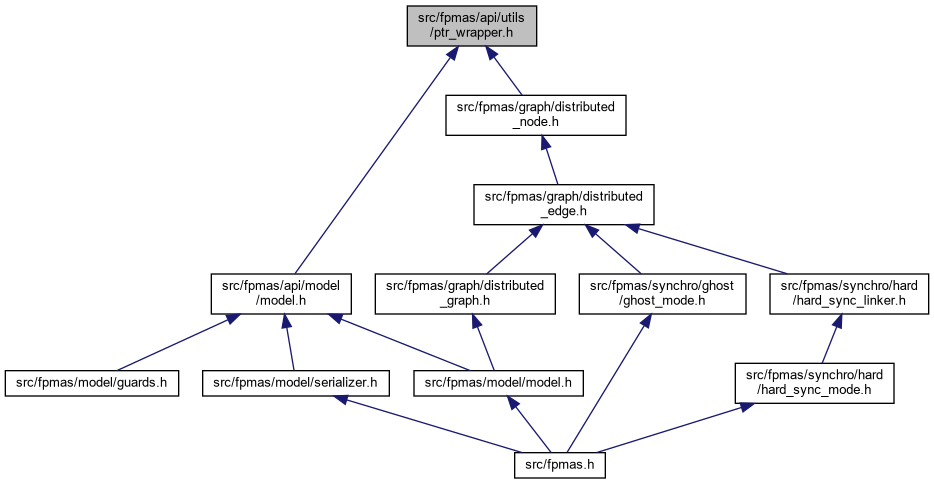 src/fpmas/api/utils
/ptr_wrapper.h
src/fpmas/graph/distributed
_node.h
src/fpmas/graph/distributed
_edge.h
src/fpmas/api/model
/model.h
src/fpmas/graph/distributed
_graph.h
src/fpmas/synchro/ghost
/ghost_mode.h
src/fpmas/synchro/hard
/hard_sync_linker.h
src/fpmas/model/guards.h
src/fpmas/model/serializer.h
src/fpmas/model/model.h
src/fpmas/synchro/hard
/hard_sync_mode.h
src/fpmas.h